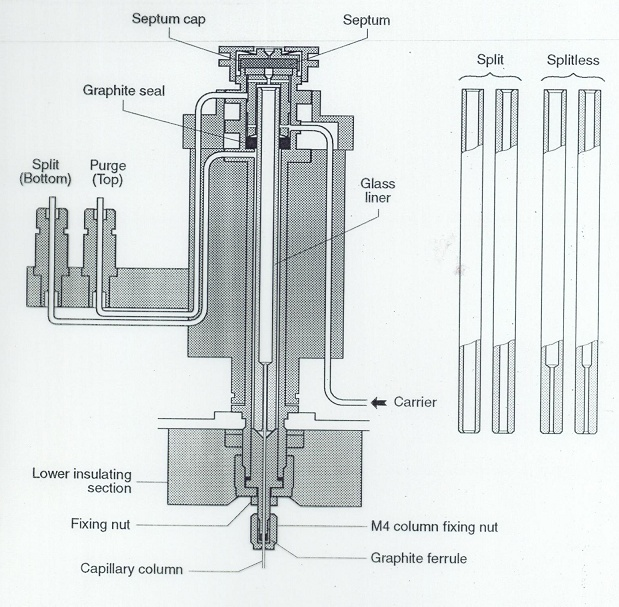 Septum cap
Septum
Split
Splitless
Graphite seal
Split
(Bottom)
Purge
(Top)
Glass
liner
Carrier
Lower insulating
section
Fixing nut
M4 column fixing nut
Graphite ferrule
Capillary column